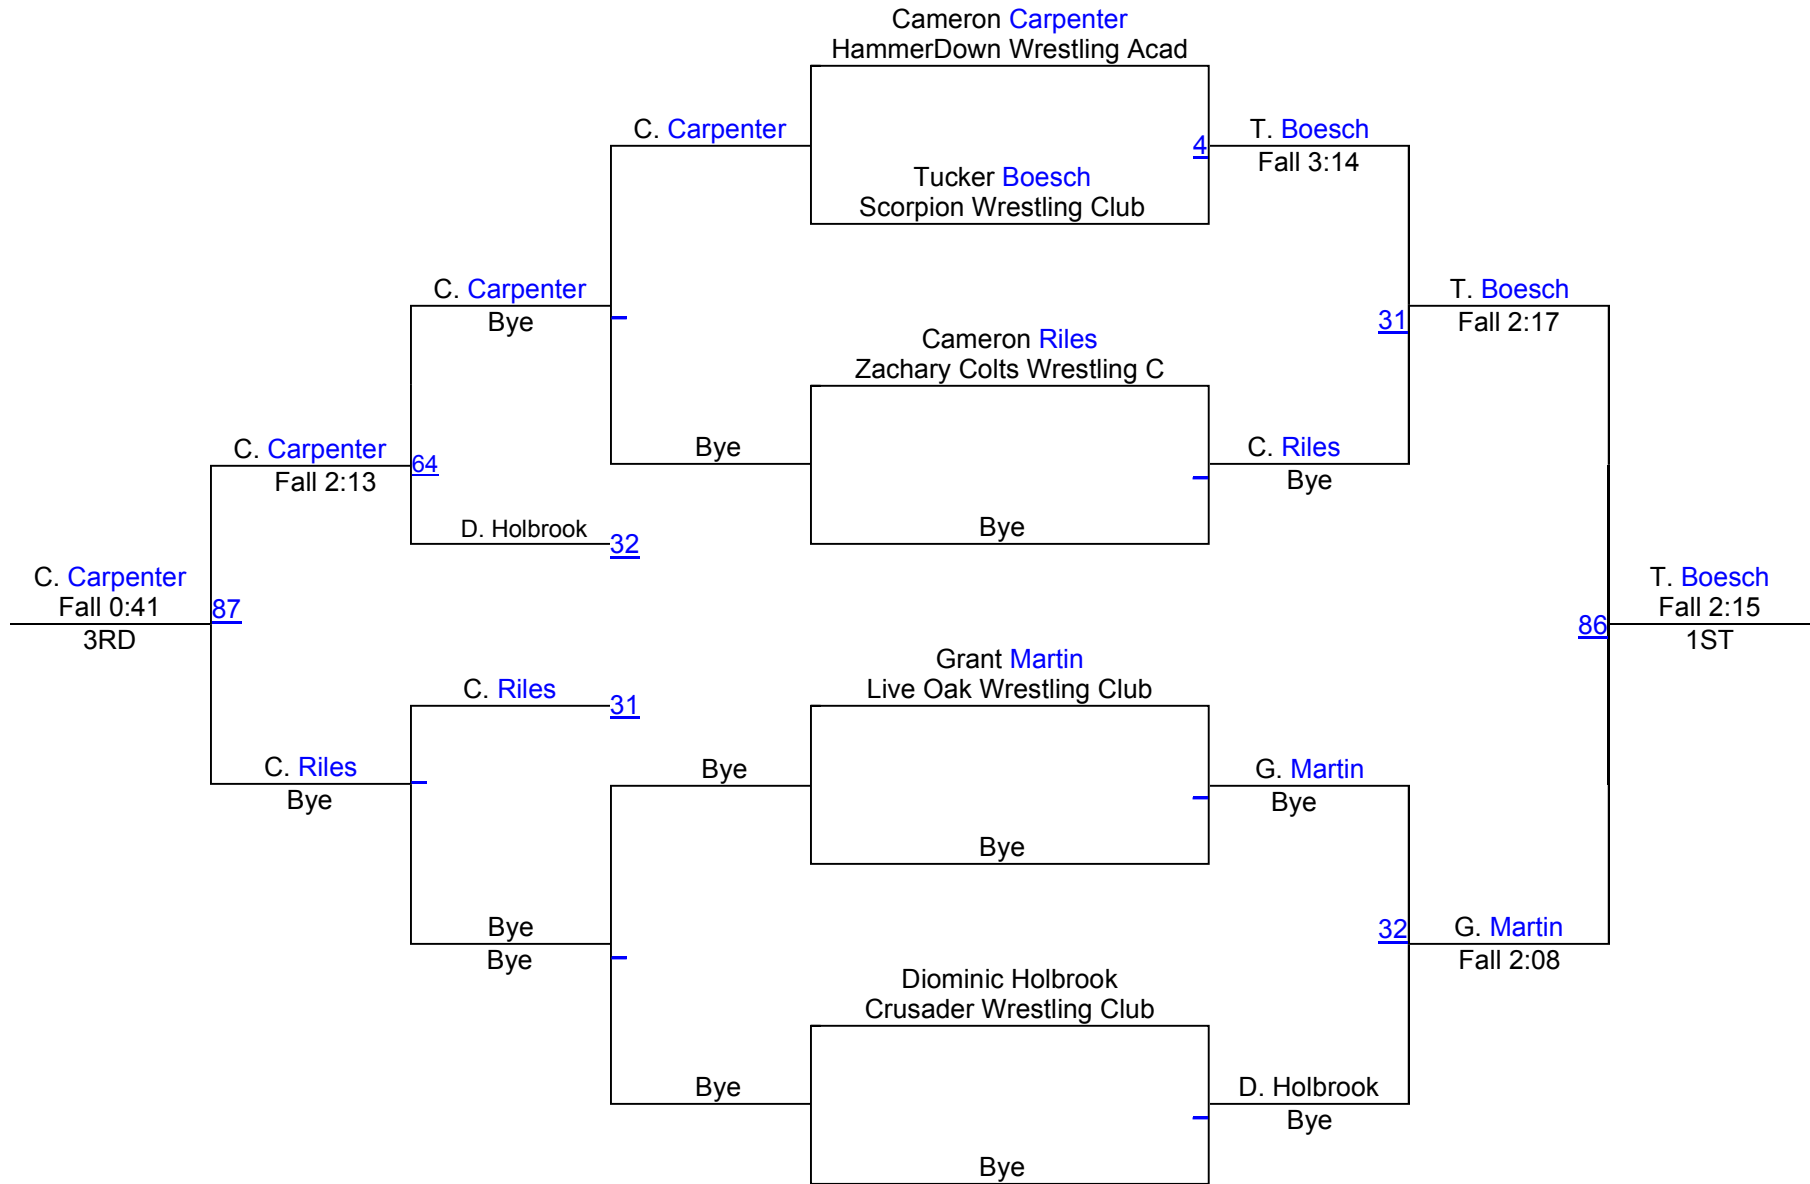 Cameron Carpenter
HammerDown Wrestling Acad
C. Carpenter
4
T. Boesch
Fall 3:14
Tucker Boesch
Scorpion Wrestling Club
C. Carpenter
Bye
31
T. Boesch
Fall 2:17
Cameron Riles
Zachary Colts Wrestling C
C. Carpenter
Fall 2:13
64
Bye
C. Riles
Bye
D. Holbrook
32
Bye
C. Carpenter
Fall 0:41
3RD
87
86
T. Boesch
Fall 2:15
1ST
Grant Martin
Live Oak Wrestling Club
C. Riles
31
C. Riles
Bye
Bye
G. Martin
Bye
Bye
Bye
Bye
32
G. Martin
Fall 2:08
Diominic Holbrook
Crusader Wrestling Club
Bye
D. Holbrook
Bye
Bye